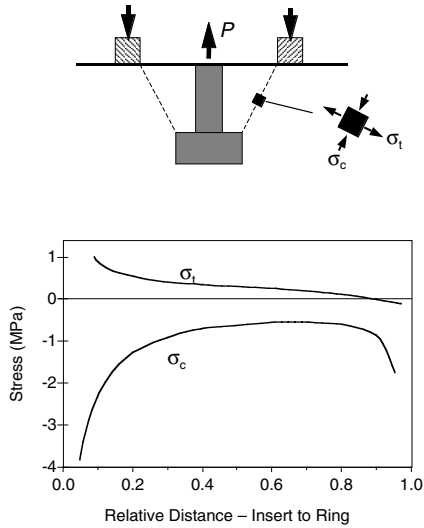 P
σt
σc
1
0
-1
-2
-3
-4
σt
σc
Stress (MPa)
0.0 0.2 0.4 0.6 0.8 1.0
Relative Distance – Insert to Ring